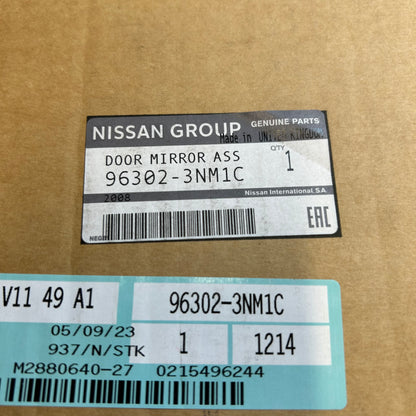 NISSAN GROUP GENUINE PARTS
Made in UNITED KINGDOM
DOOR MIRROR ASS QTY
96302-3NM1C 1
2008 Nissan International S.A.
EAC
V11 49 A1 96302-3NM1C
05/09/23
937/N/STK 1 1214
M2880640-27 0215496244